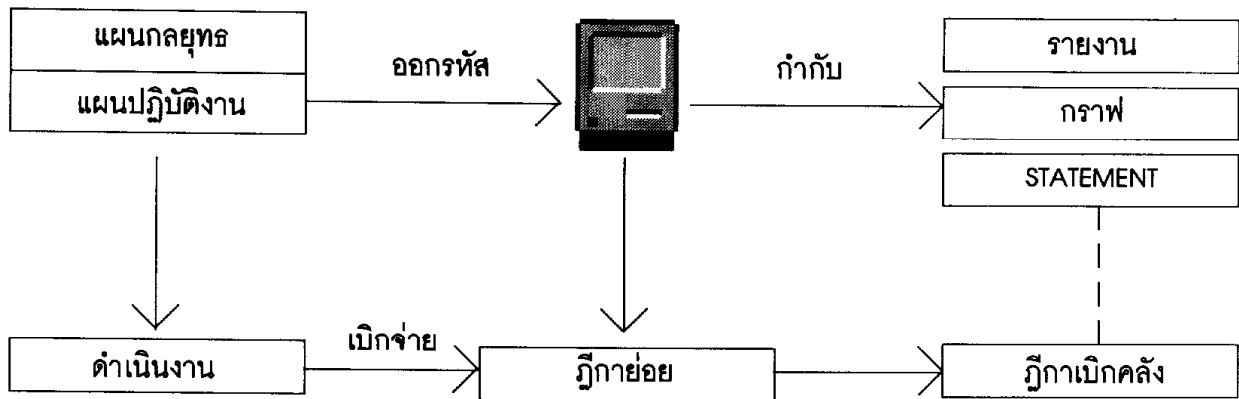 แผนกลยุทธ
แผนปฏิบัติงาน
ออกรหัส
กำกับ
รายงาน
กราฟ
STATEMENT
ดำเนินงาน
เบิกจ่าย
ฎีกาย่อย
ฎีกาเบิกคลัง